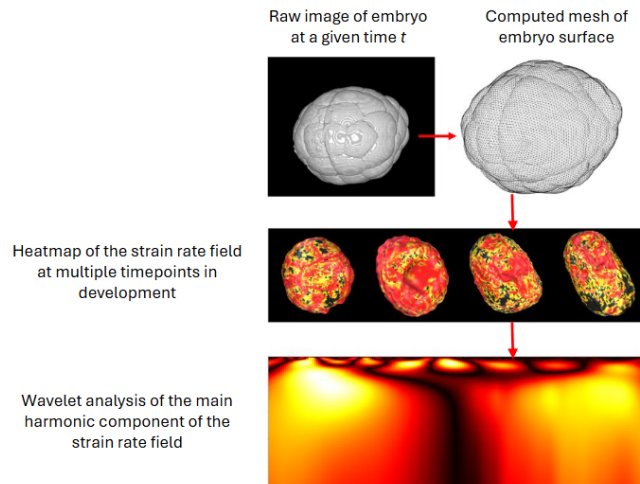 Raw image of embryo
at a given time t
Computed mesh of
embryo surface
Heatmap of the strain rate field
at multiple timepoints in
development
Wavelet analysis of the main
harmonic component of the
strain rate field